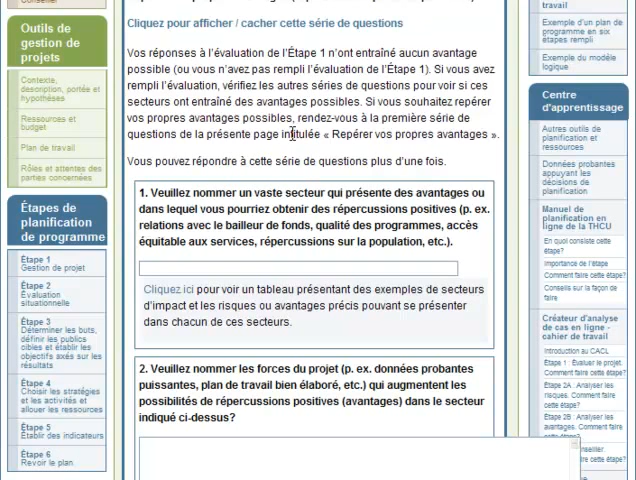 Conseiller
Outils de
gestion de
projets
Contexte,
description, portée et
hypothèses
Ressources et
budget
Plan de travail
Rôles et attentes des
parties concernées
Étapes de
planification
de programme
Étape 1
Gestion de projet
Étape 2
Évaluation
situationnelle
Étape 3
Déterminer les buts,
définir les publics
cibles et établir les
objectifs axés sur les
résultats
Étape 4
Choisir les stratégies
et les activités et
allouer les ressources
Étape 5
Établir des indicateurs
Étape 6
Revoir le plan
Cliquez pour afficher / cacher cette série de questions
Vos réponses à l'évaluation de l'Étape 1 n'ont entraîné aucun avantage
possible (ou vous n'avez pas rempli l'évaluation de l'Étape 1). Si vous avez
rempli l'évaluation, vérifiez les autres séries de questions pour voir si ces
secteurs ont entraîné des avantages possibles. Si vous souhaitez repérer
vos propres avantages possibles, rendez-vous à la première série de
questions de la présente page intitulée « Repérer vos propres avantages ».
Vous pouvez répondre à cette série de questions plus d'une fois.
1. Veuillez nommer un vaste secteur qui présente des avantages ou
dans lequel vous pourriez obtenir des répercussions positives (p. ex.
relations avec le bailleur de fonds, qualité des programmes, accès
équitable aux services, répercussions sur la population, etc.).
Cliquez ici pour voir un tableau présentant des exemples de secteurs
d'impact et les risques ou avantages précis pouvant se présenter
dans chacun de ces secteurs.
2. Veuillez nommer les forces du projet (p. ex. données probantes
puissantes, plan de travail bien élaboré, etc.) qui augmentent les
possibilités de répercussions positives (avantages) dans le secteur
indiqué ci-dessus?
travail
Exemple d'un plan de
programme en six
étapes rempli
Exemple du modèle
logique
Centre
d'apprentissage
Autres outils de
planification et
ressources
Données probantes
appuyant les
décisions de
planification
Manuel de
planification en
ligne de la THCU
En quoi consiste cette
étape?
Importance de l'étape
Comment faire cette étape?
Conseils sur la façon de
faire
Créateur d'analyse
de cas en ligne -
cahier de travail
Introduction au CACL
Étape 1 : Évaluer le projet.
Comment faire cette étape?
Étape 2A : Analyser les
risques. Comment faire
cette étape?
Étape 2B : Analyser les
avantages. Comment faire
cette étape?
nseiller.
ire cette étape?